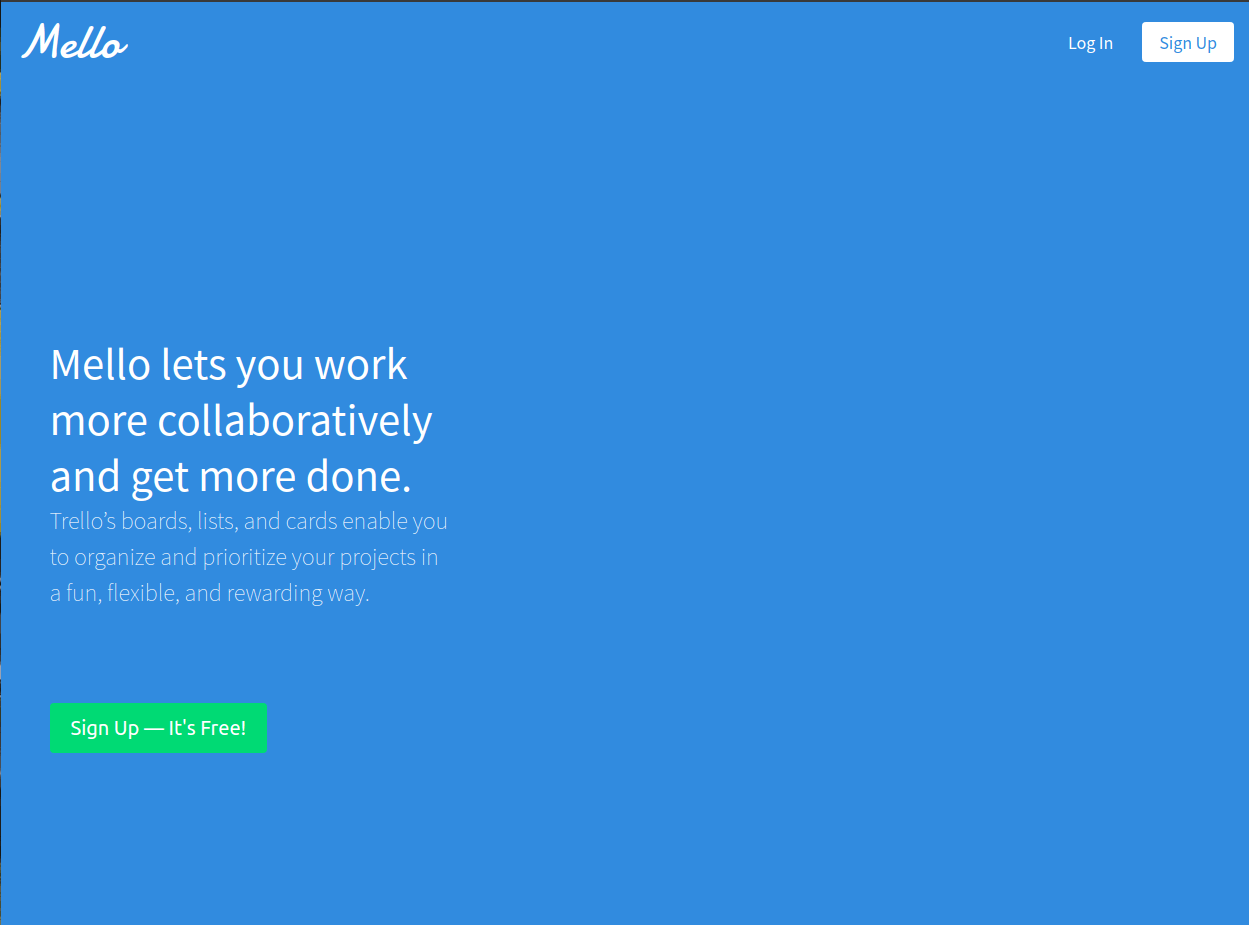 Mello
Log In
Sign Up
Mello lets you work
more collaboratively
and get more done.
Trello’s boards, lists, and cards enable you
to organize and prioritize your projects in
a fun, flexible, and rewarding way.
Sign Up — It's Free!